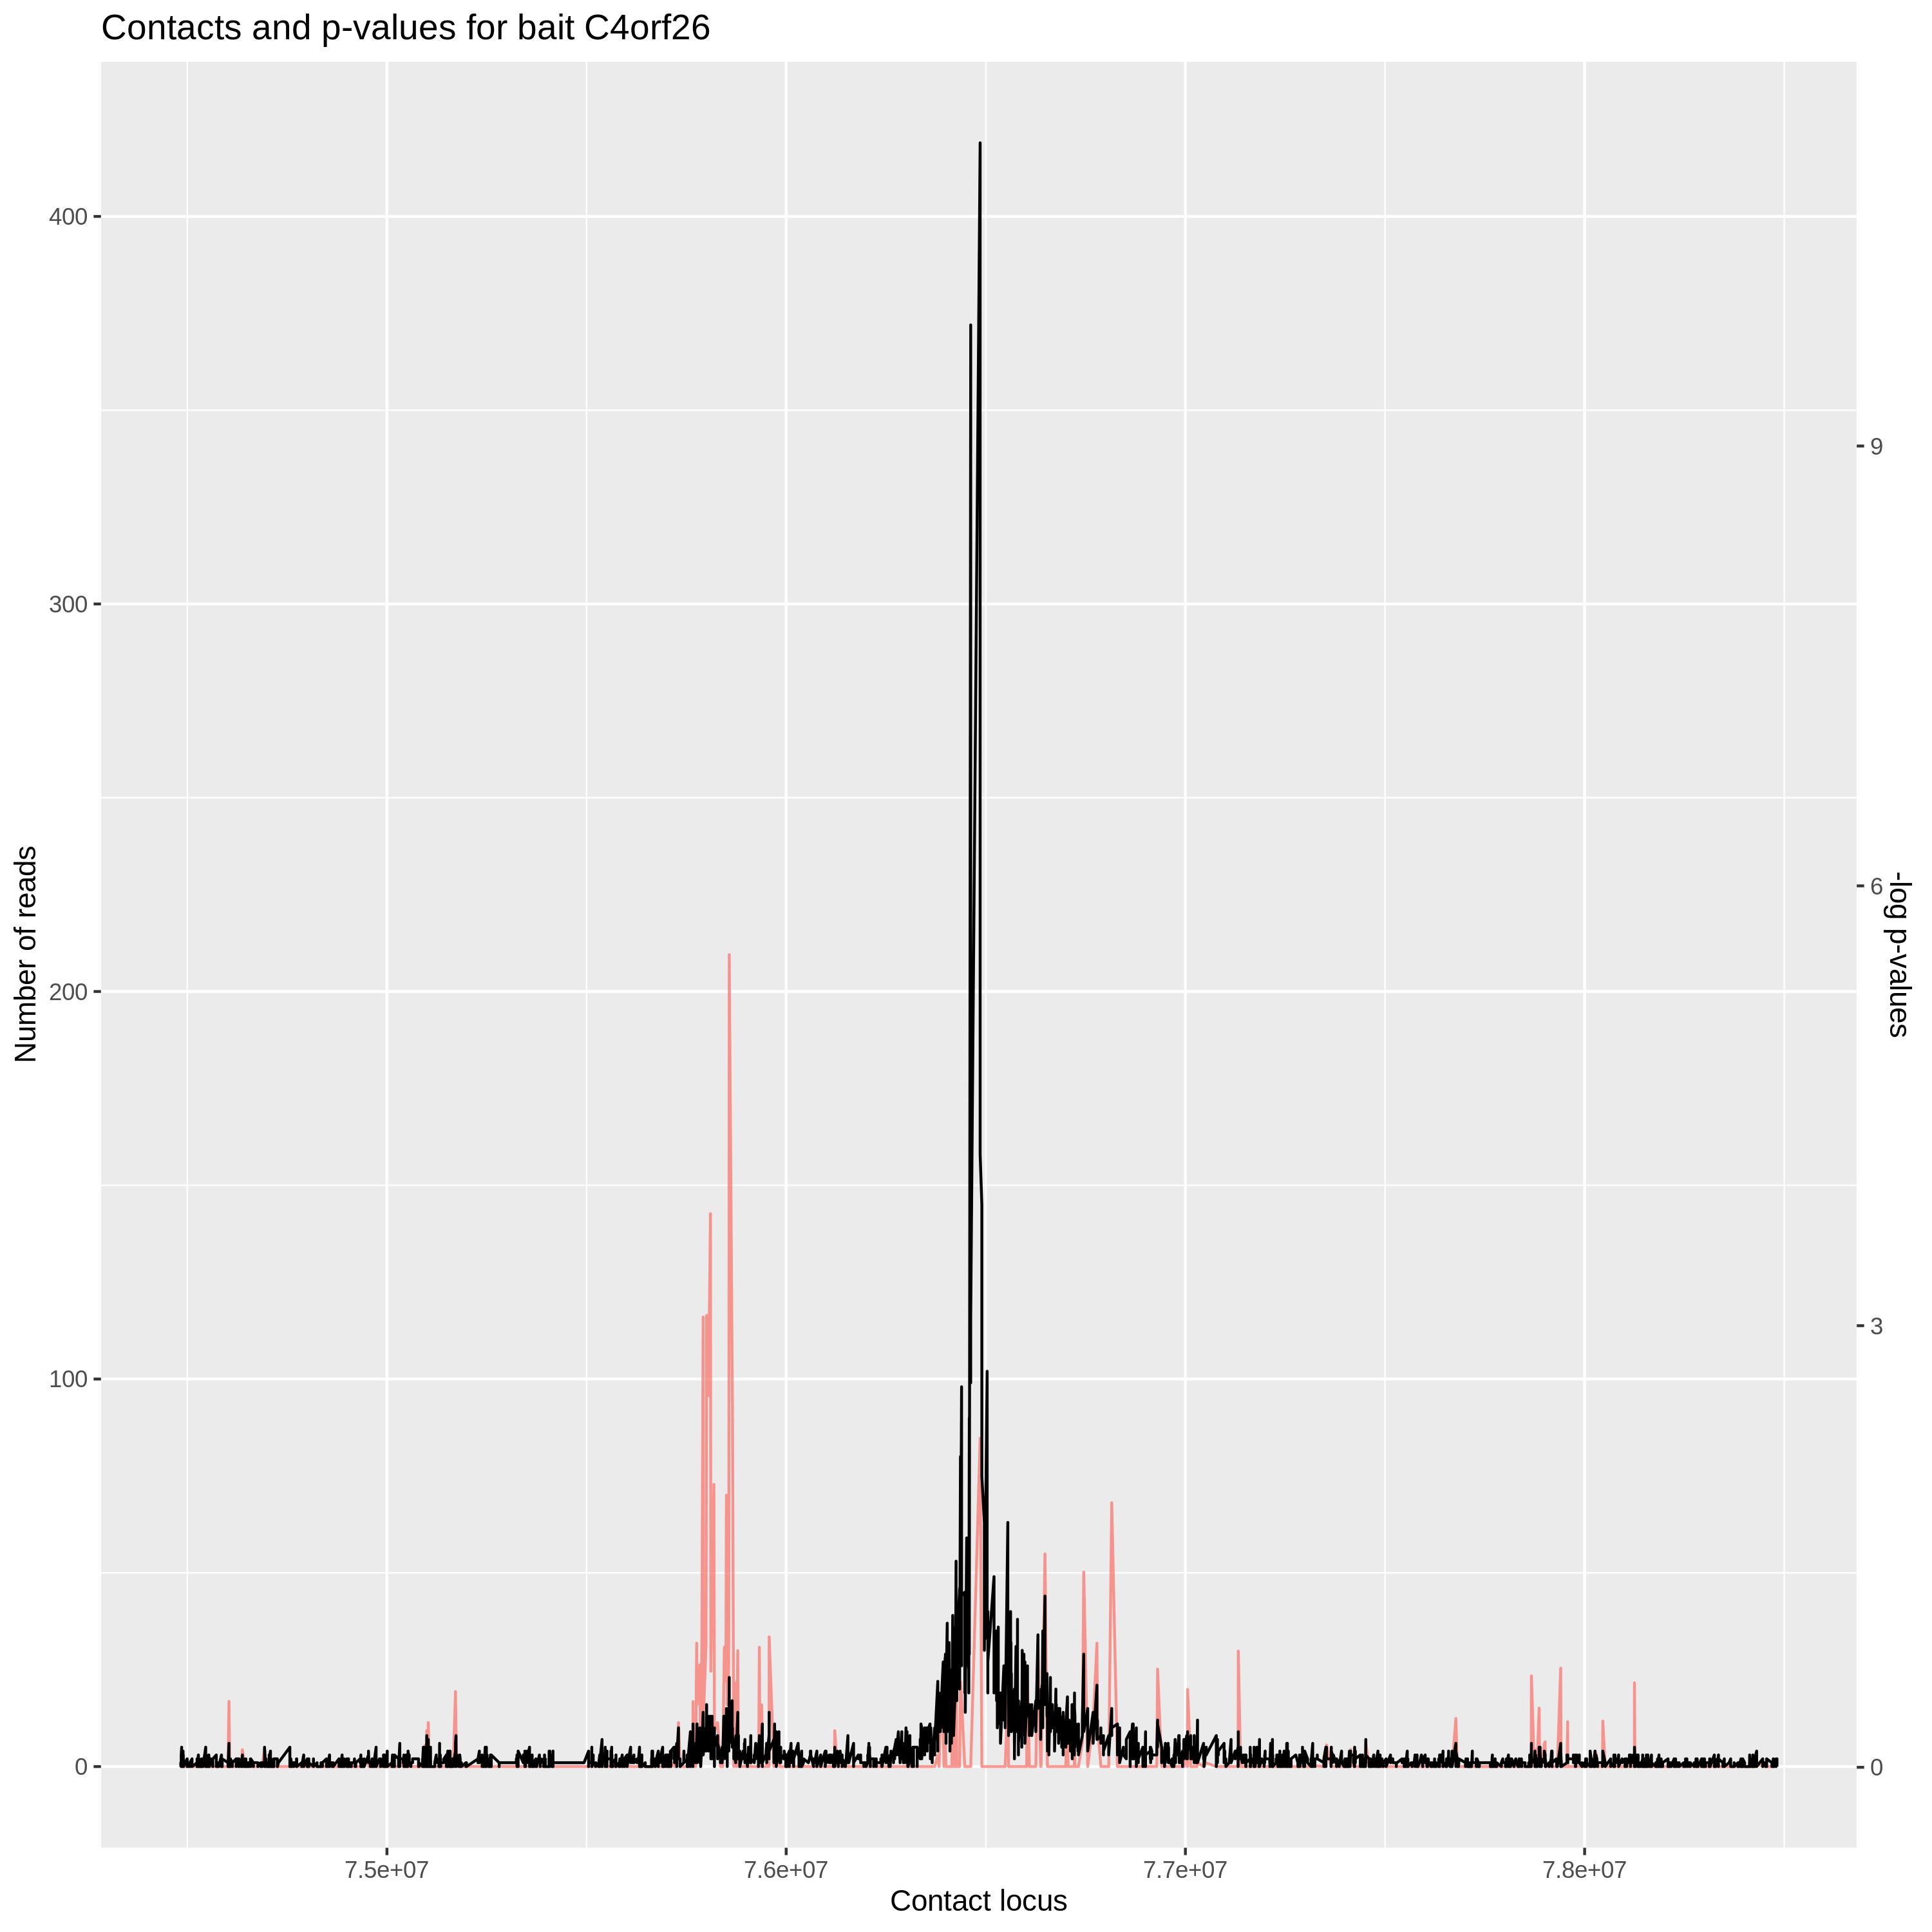 Contacts and p-values for bait C4orf26
400
300
200
100
0
Number of reads
9
6
3
0
-log p-values
7.5e+07
7.6e+07
7.7e+07
7.8e+07
Contact locus